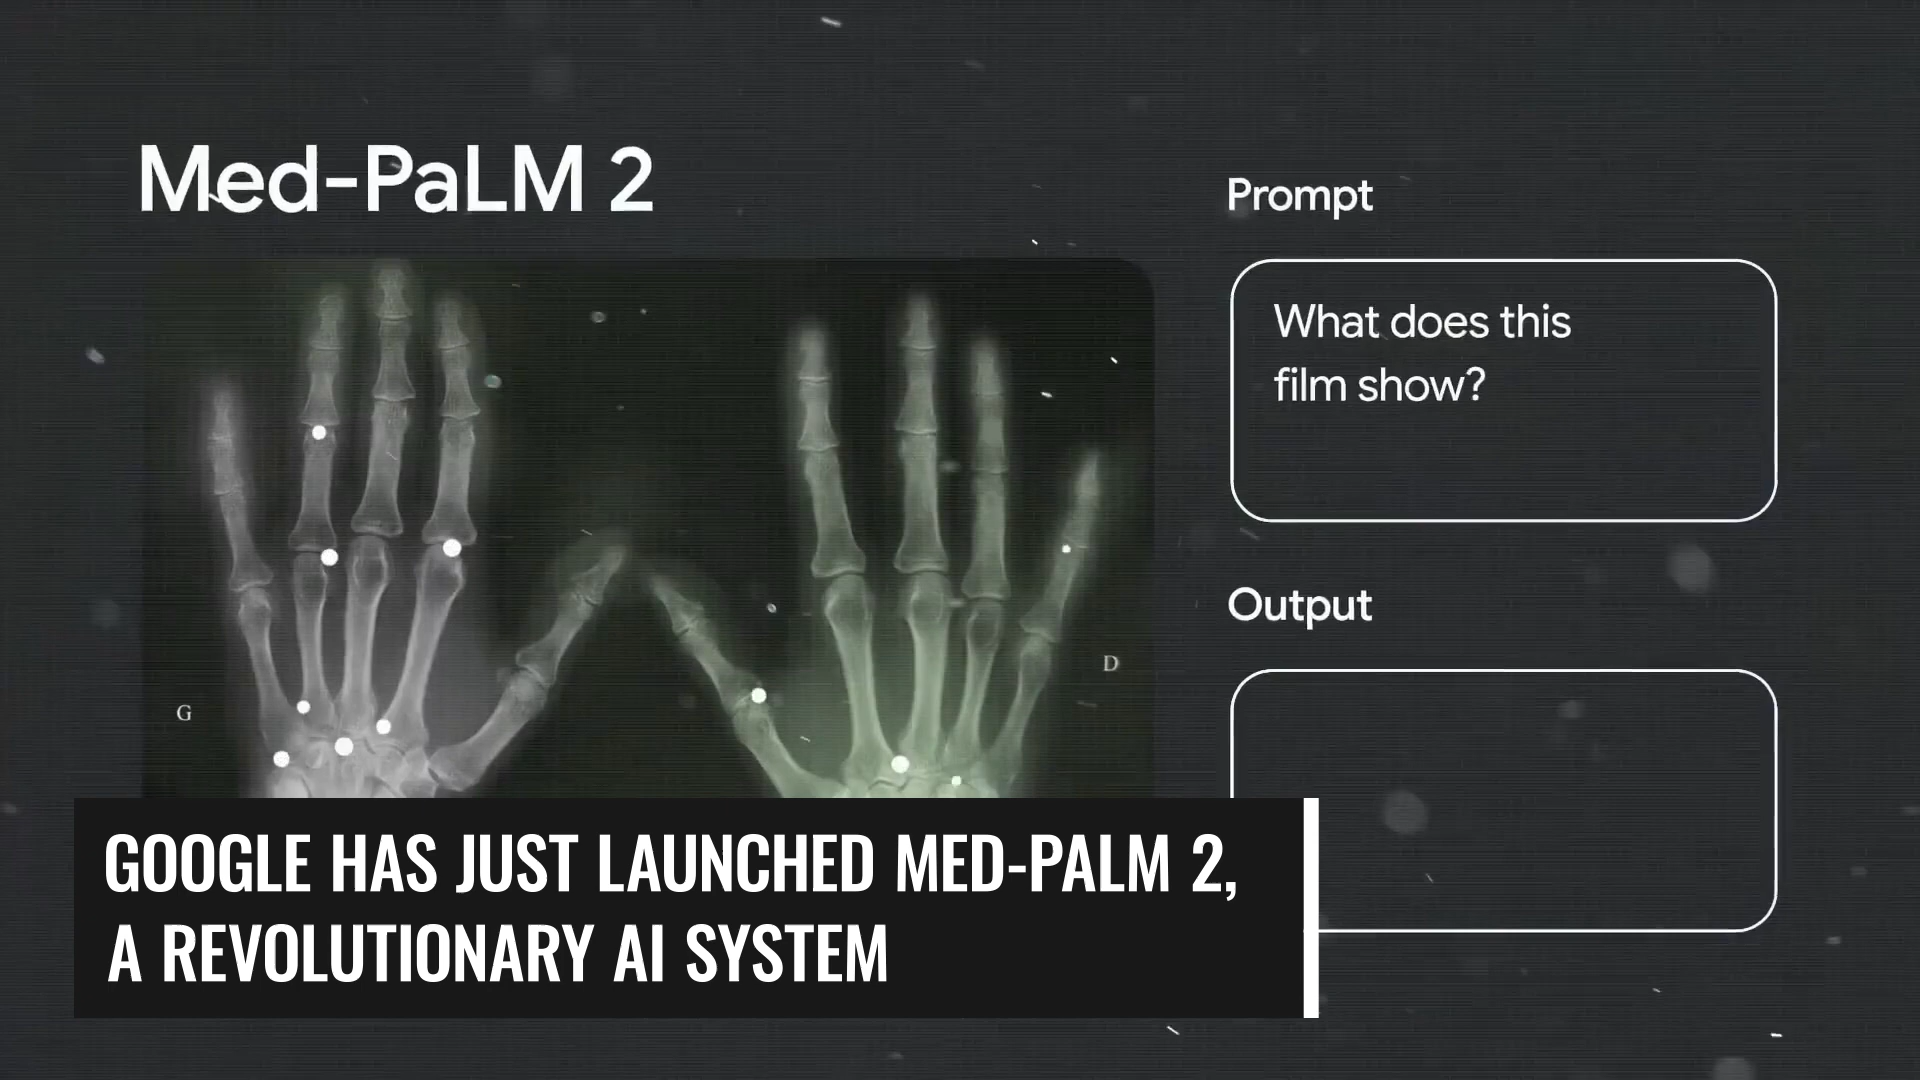 Med-PaLM 2
Prompt
What does this
film show?
Output
G
D
GOOGLE HAS JUST LAUNCHED MED-PALM 2,
A REVOLUTIONARY AI SYSTEM